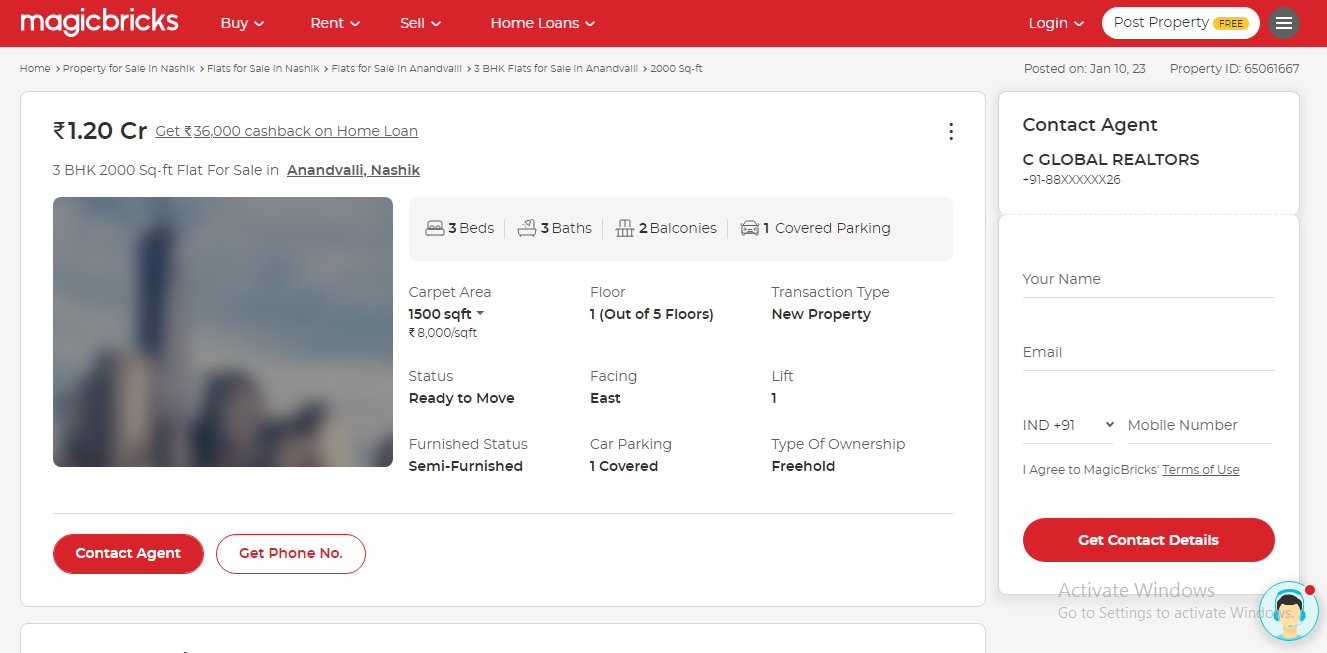 magicbricks Buy Rent Sell Home Loans Login Post Property FREE
Home > Property for Sale in Nashik > Flats for Sale in Nashik > Flats for Sale in Anandvalli > 3 BHK Flats for Sale in Anandvalli > 2000 Sq-ft
Posted on: Jan 10, 23 Property ID: 65061667
₹1.20 Cr Get ₹36,000 cashback on Home Loan
3 BHK 2000 Sq-ft Flat For Sale in Anandvalli, Nashik
3 Beds 3 Baths 2 Balconies 1 Covered Parking
Carpet Area Floor Transaction Type
1500 sqft 1 (Out of 5 Floors) New Property
₹8,000/sqft
Status Facing Lift
Ready to Move East 1
Furnished Status Car Parking Type Of Ownership
Semi-Furnished 1 Covered Freehold
Contact Agent Get Phone No.
Contact Agent
C GLOBAL REALTORS
+91-88XXXXXX26
Your Name
Email
IND +91 Mobile Number
I Agree to MagicBricks' Terms of Use
Get Contact Details
Activate Windows
Go to Settings to activate Windows.